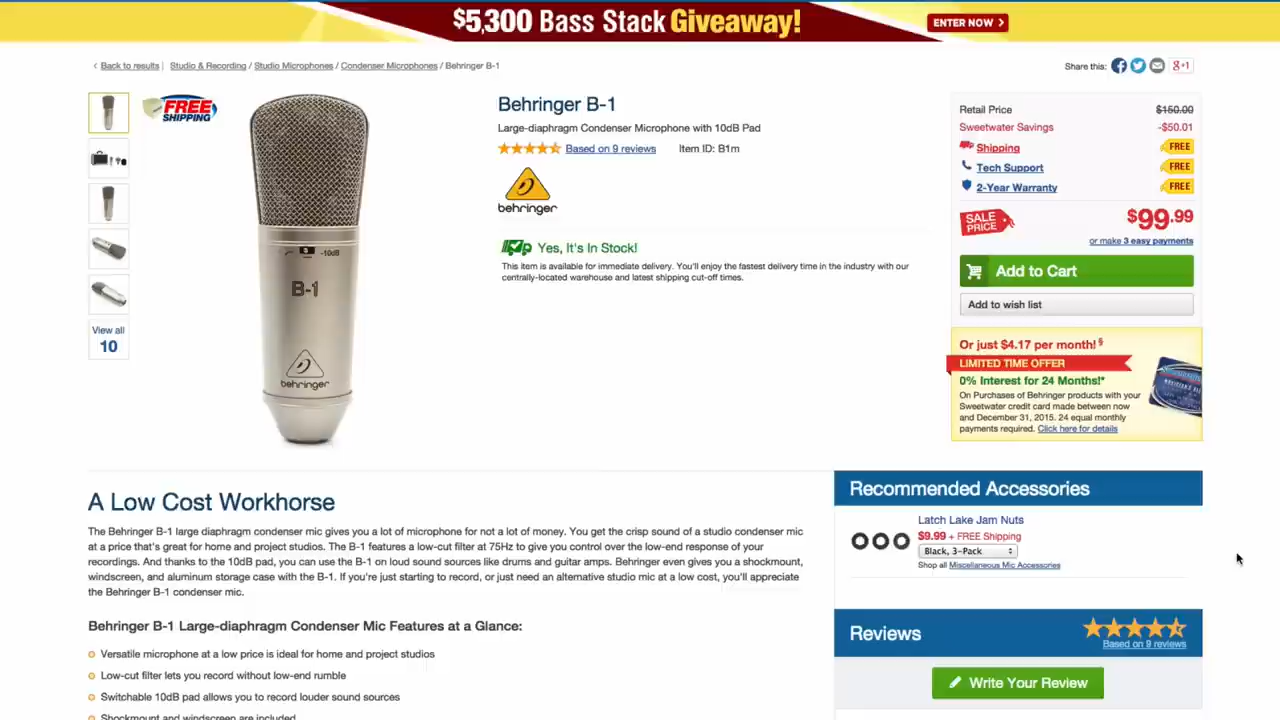 $5,300 Bass Stack Giveaway!
ENTER NOW
Back to results | Studio & Recording / Studio Microphones / Condenser Microphones / Behringer B-1
Share this:
g+1
FREE SHIPPING
View all
10
-10dB
B-1
behringer
Behringer B-1
Large-diaphragm Condenser Microphone with 10dB Pad
Based on 9 reviews Item ID: B1m
behringer
Yes, It's In Stock!
This item is available for immediate delivery. You'll enjoy the fastest delivery time in the industry with our
centrally-located warehouse and latest shipping cut-off times.
Retail Price $150.00
Sweetwater Savings -$50.01
Shipping FREE
Tech Support FREE
2-Year Warranty FREE
SALE PRICE $99.99
or make 3 easy payments
Add to Cart
Add to wish list
Or just $4.17 per month! §
LIMITED TIME OFFER
0% Interest for 24 Months!*
On Purchases of Behringer products with your
Sweetwater credit card made between now
and December 31, 2015. 24 equal monthly
payments required. Click here for details
A Low Cost Workhorse
The Behringer B-1 large diaphragm condenser mic gives you a lot of microphone for not a lot of money. You get the crisp sound of a studio condenser mic
at a price that's great for home and project studios. The B-1 features a low-cut filter at 75Hz to give you control over the low-end response of your
recordings. And thanks to the 10dB pad, you can use the B-1 on loud sound sources like drums and guitar amps. Behringer even gives you a shockmount,
windscreen, and aluminum storage case with the B-1. If you're just starting to record, or just need an alternative studio mic at a low cost, you'll appreciate
the Behringer B-1 condenser mic.
Behringer B-1 Large-diaphragm Condenser Mic Features at a Glance:
Versatile microphone at a low price is ideal for home and project studios
Low-cut filter lets you record without low-end rumble
Switchable 10dB pad allows you to record louder sound sources
Shockmount and windscreen are included
Recommended Accessories
Latch Lake Jam Nuts
$9.99 + FREE Shipping
Black, 3-Pack
Shop all Miscellaneous Mic Accessories
Reviews
Based on 9 reviews
Write Your Review